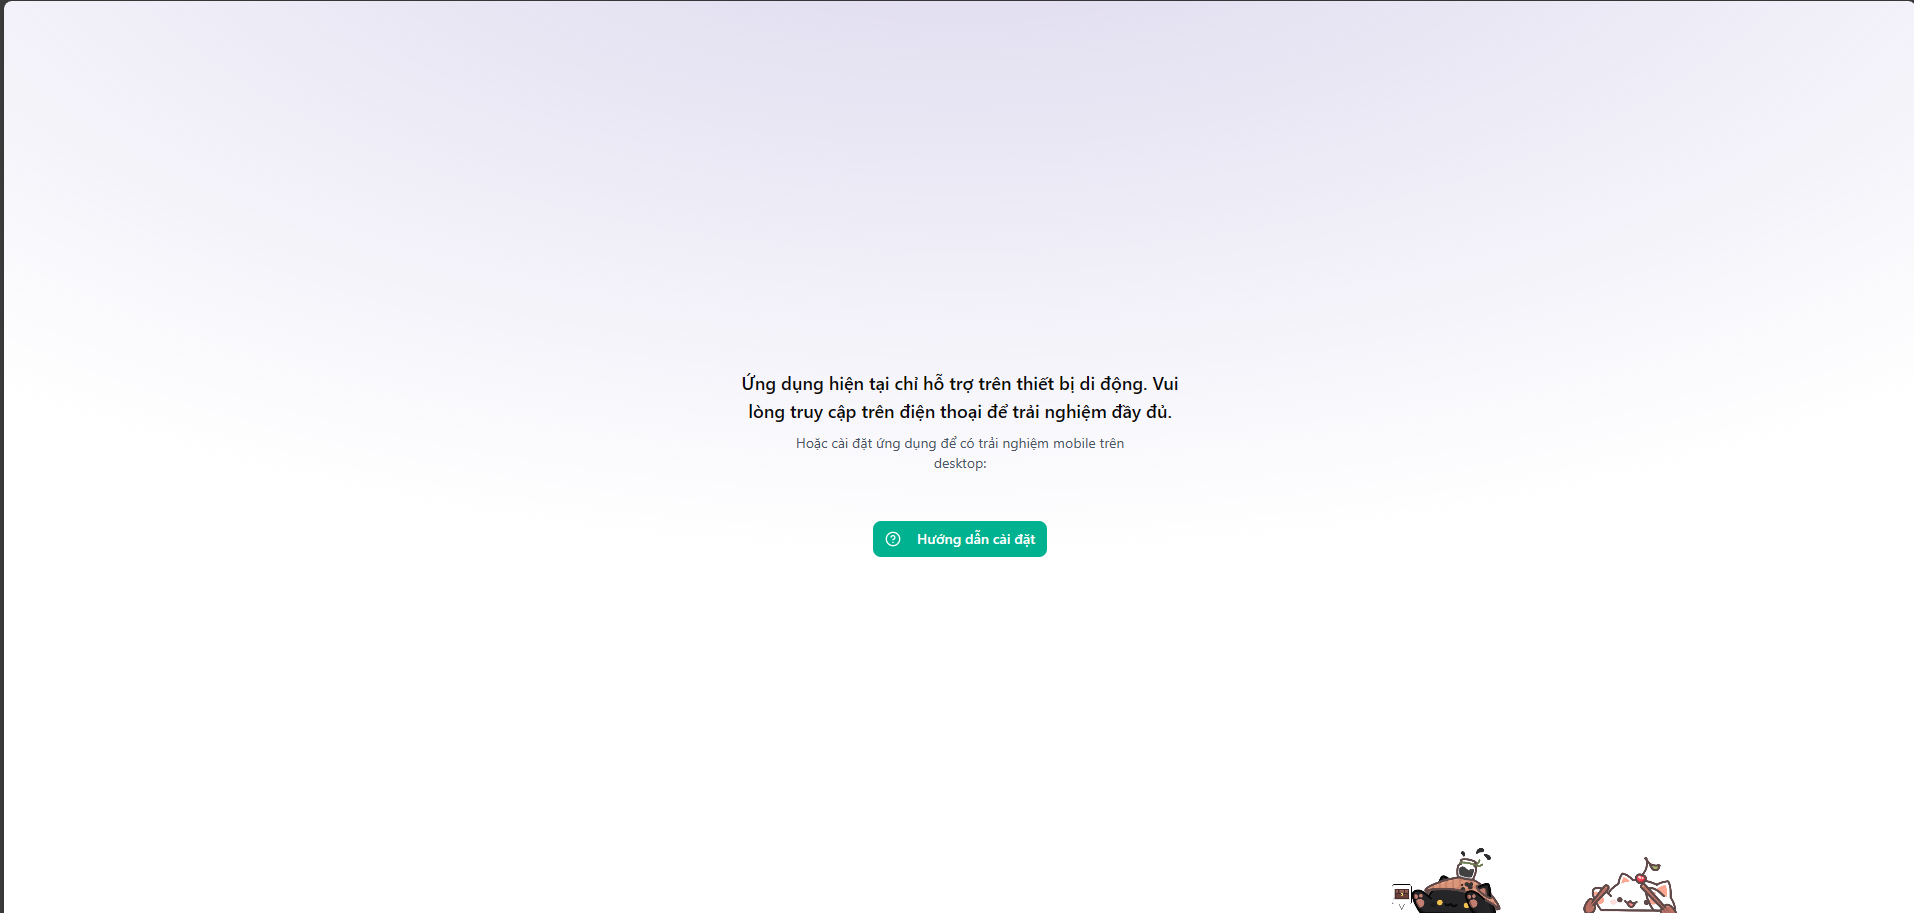 Ứng dụng hiện tại chỉ hỗ trợ trên thiết bị di động. Vui
lòng truy cập trên điện thoại để trải nghiệm đầy đủ.
Hoặc cài đặt ứng dụng để có trải nghiệm mobile trên
desktop:
Hướng dẫn cài đặt